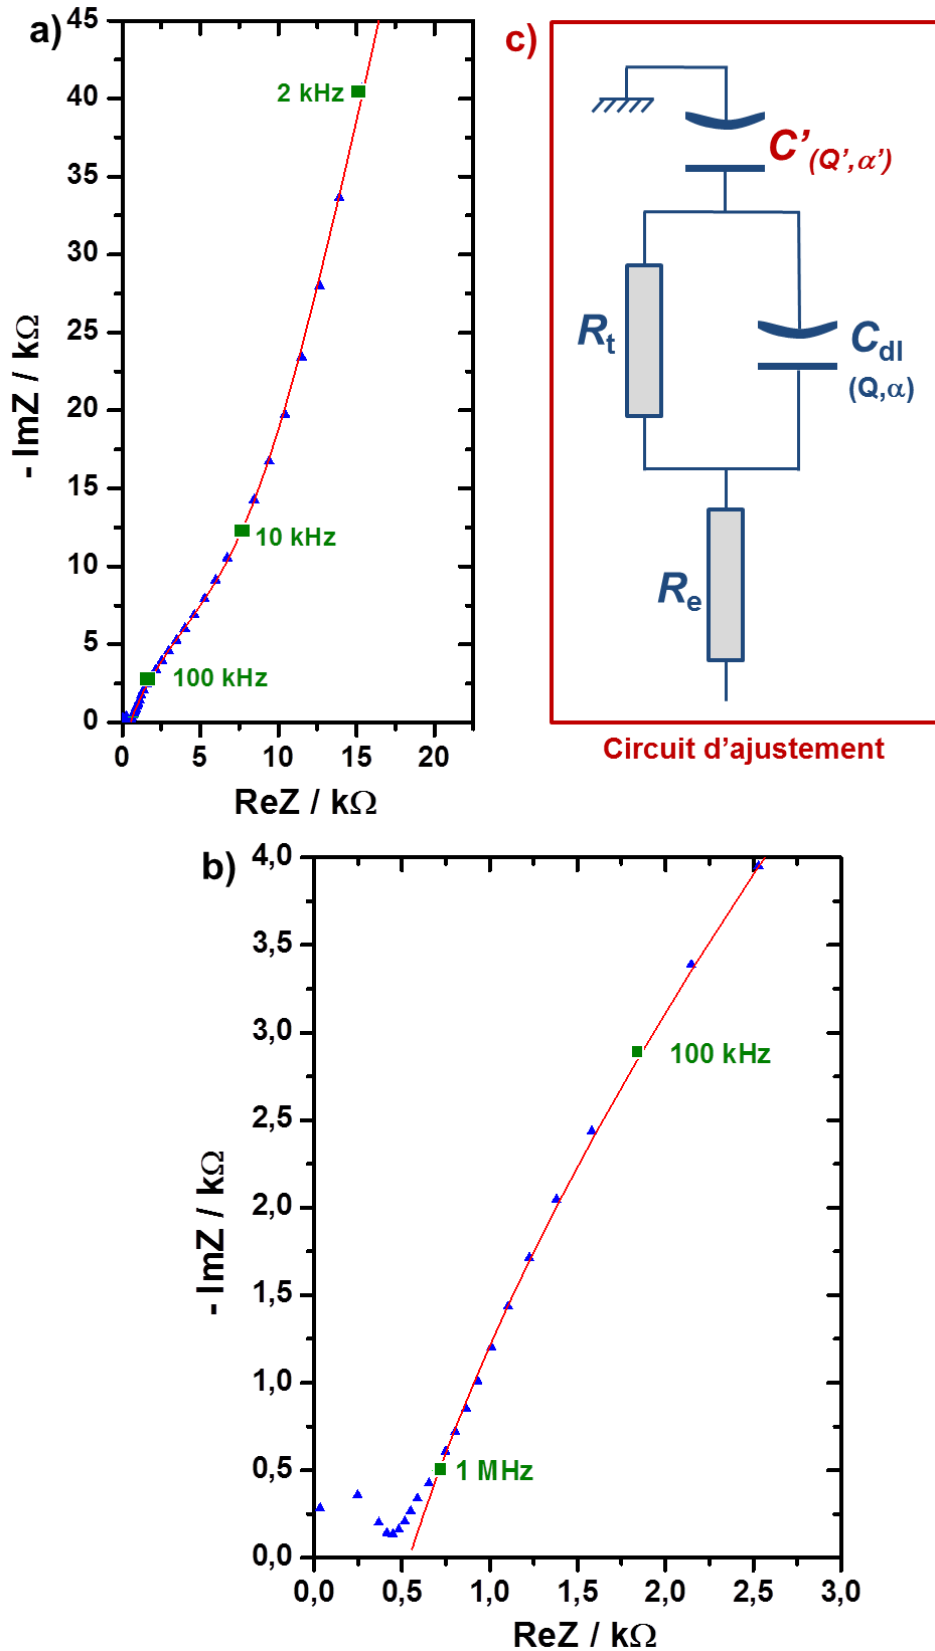 a)
45
40
35
30
25
20
15
10
5
0
- ImZ / kΩ
2 kHz
10 kHz
100 kHz
0 5 10 15 20
ReZ / kΩ
c)
C'(Q',α')
Rt
Cdl
(Q,α)
Re
Circuit d'ajustement
b)
4,0
3,5
3,0
2,5
2,0
1,5
1,0
0,5
0,0
- ImZ / kΩ
100 kHz
1 MHz
0,0 0,5 1,0 1,5 2,0 2,5 3,0
ReZ / kΩ